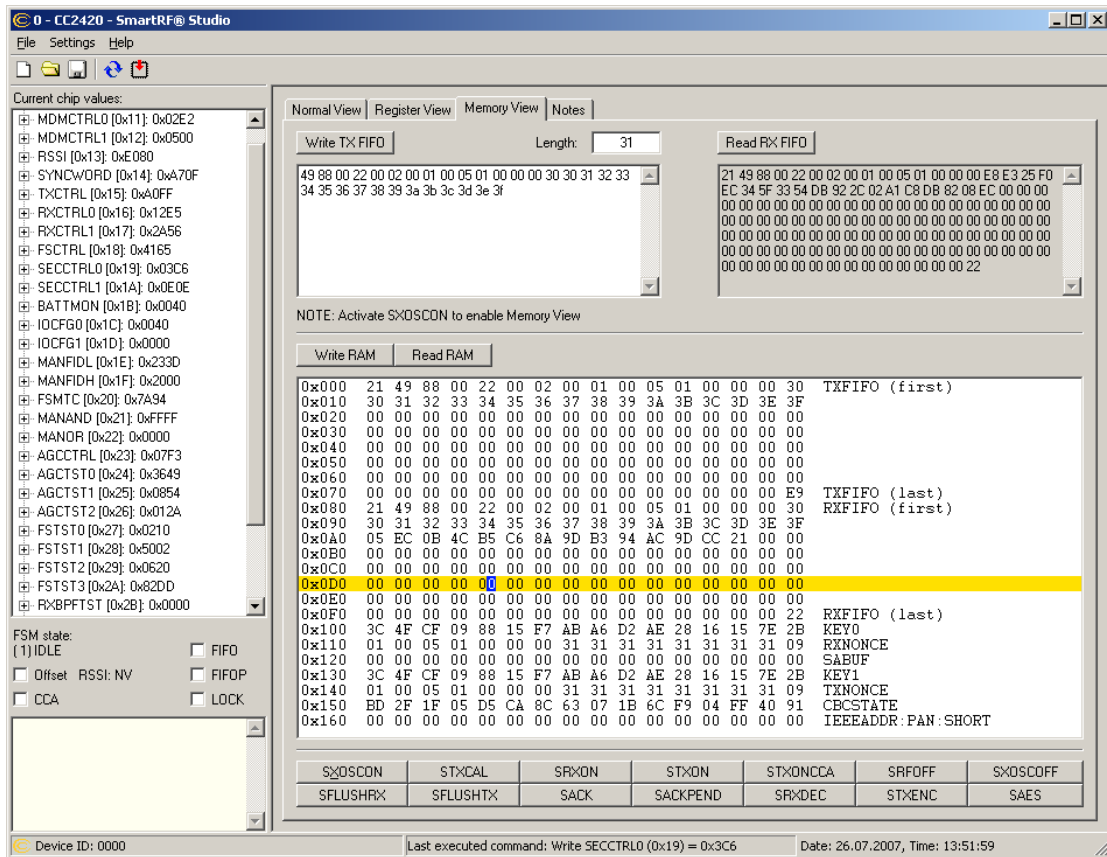 0 - CC2420 - SmartRF® Studio
File Settings Help
Current chip values:
MDMCTRL0 [0x11]: 0x02E2
MDMCTRL1 [0x12]: 0x0500
RSSI [0x13]: 0xE080
SYNCWORD [0x14]: 0xA70F
TXCTRL [0x15]: 0xA0FF
RXCTRL0 [0x16]: 0x12E5
RXCTRL1 [0x17]: 0x2A56
FSCTRL [0x18]: 0x4165
SECCTRL0 [0x19]: 0x03C6
SECCTRL1 [0x1A]: 0x0E0E
BATTMON [0x1B]: 0x0040
IOCFG0 [0x1C]: 0x0040
IOCFG1 [0x1D]: 0x0000
MANFIDL [0x1E]: 0x233D
MANFIDH [0x1F]: 0x2000
FSMTC [0x20]: 0x7A94
MANAND [0x21]: 0xFFFF
MANOR [0x22]: 0x0000
AGCCTRL [0x23]: 0x07F3
AGCTST0 [0x24]: 0x3649
AGCTST1 [0x25]: 0x0854
AGCTST2 [0x26]: 0x012A
FSTST0 [0x27]: 0x0210
FSTST1 [0x28]: 0x5002
FSTST2 [0x29]: 0x0620
FSTST3 [0x2A]: 0x82DD
RXBPFTST [0x2B]: 0x0000
FSM state:
(1) IDLE FIFO
Offset RSSI: NV FIFOP
CCA LOCK
Normal View Register View Memory View Notes
Write TX FIFO Length: 31 Read RX FIFO
49 88 00 22 00 02 00 01 00 05 01 00 00 00 30 30 31 32 33
34 35 36 37 38 39 3a 3b 3c 3d 3e 3f
21 49 88 00 22 00 02 00 01 00 05 01 00 00 00 E8 E3 25 F0
EC 34 5F 33 54 DB 92 2C 02 A1 C8 DB 82 08 EC 00 00 00
00 00 00 00 00 00 00 00 00 00 00 00 00 00 00 00 00 00 00
00 00 00 00 00 00 00 00 00 00 00 00 00 00 00 00 00 00 00
00 00 00 00 00 00 00 00 00 00 00 00 00 00 00 00 00 00 00
00 00 00 00 00 00 00 00 00 00 00 00 00 00 00 00 00 00 00
00 00 00 00 00 00 00 00 00 00 00 00 00 22
NOTE: Activate SXOSCON to enable Memory View
Write RAM Read RAM
0x000 21 49 88 00 22 00 02 00 01 00 05 01 00 00 00 30 TXFIFO (first)
0x010 30 31 32 33 34 35 36 37 38 39 3A 3B 3C 3D 3E 3F
0x020 00 00 00 00 00 00 00 00 00 00 00 00 00 00 00 00
0x030 00 00 00 00 00 00 00 00 00 00 00 00 00 00 00 00
0x040 00 00 00 00 00 00 00 00 00 00 00 00 00 00 00 00
0x050 00 00 00 00 00 00 00 00 00 00 00 00 00 00 00 00
0x060 00 00 00 00 00 00 00 00 00 00 00 00 00 00 00 00
0x070 00 00 00 00 00 00 00 00 00 00 00 00 00 00 00 E9 TXFIFO (last)
0x080 21 49 88 00 22 00 02 00 01 00 05 01 00 00 00 30 RXFIFO (first)
0x090 30 31 32 33 34 35 36 37 38 39 3A 3B 3C 3D 3E 3F
0x0A0 05 EC 0B 4C B5 C6 8A 9D B3 94 AC 9D CC 21 00 00
0x0B0 00 00 00 00 00 00 00 00 00 00 00 00 00 00 00 00
0x0C0 00 00 00 00 00 00 00 00 00 00 00 00 00 00 00 00
0x0D0 00 00 00 00 00 00 00 00 00 00 00 00 00 00 00 00
0x0E0 00 00 00 00 00 00 00 00 00 00 00 00 00 00 00 00
0x0F0 00 00 00 00 00 00 00 00 00 00 00 00 00 00 00 22 RXFIFO (last)
0x100 3C 4F CF 09 88 15 F7 AB A6 D2 AE 28 16 15 7E 2B KEY0
0x110 01 00 05 01 00 00 00 31 31 31 31 31 31 31 31 09 RXNONCE
0x120 00 00 00 00 00 00 00 00 00 00 00 00 00 00 00 00 SABUF
0x130 3C 4F CF 09 88 15 F7 AB A6 D2 AE 28 16 15 7E 2B KEY1
0x140 01 00 05 01 00 00 00 31 31 31 31 31 31 31 31 09 TXNONCE
0x150 BD 2F 1F 05 D5 CA 8C 63 07 1B 6C F9 04 FF 40 91 CBCSTATE
0x160 00 00 00 00 00 00 00 00 00 00 00 00 00 00 00 00 IEEEADDR:PAN:SHORT
SXOSCON STXCAL SRXON STXON STXONCCA SRFOFF SXOSCOFF
SFLUSHRX SFLUSHTX SACK SACKPEND SRXDEC STXENC SAES
Device ID: 0000 Last executed command: Write SECCTRL0 (0x19) = 0x3C6 Date: 26.07.2007, Time: 13:51:59